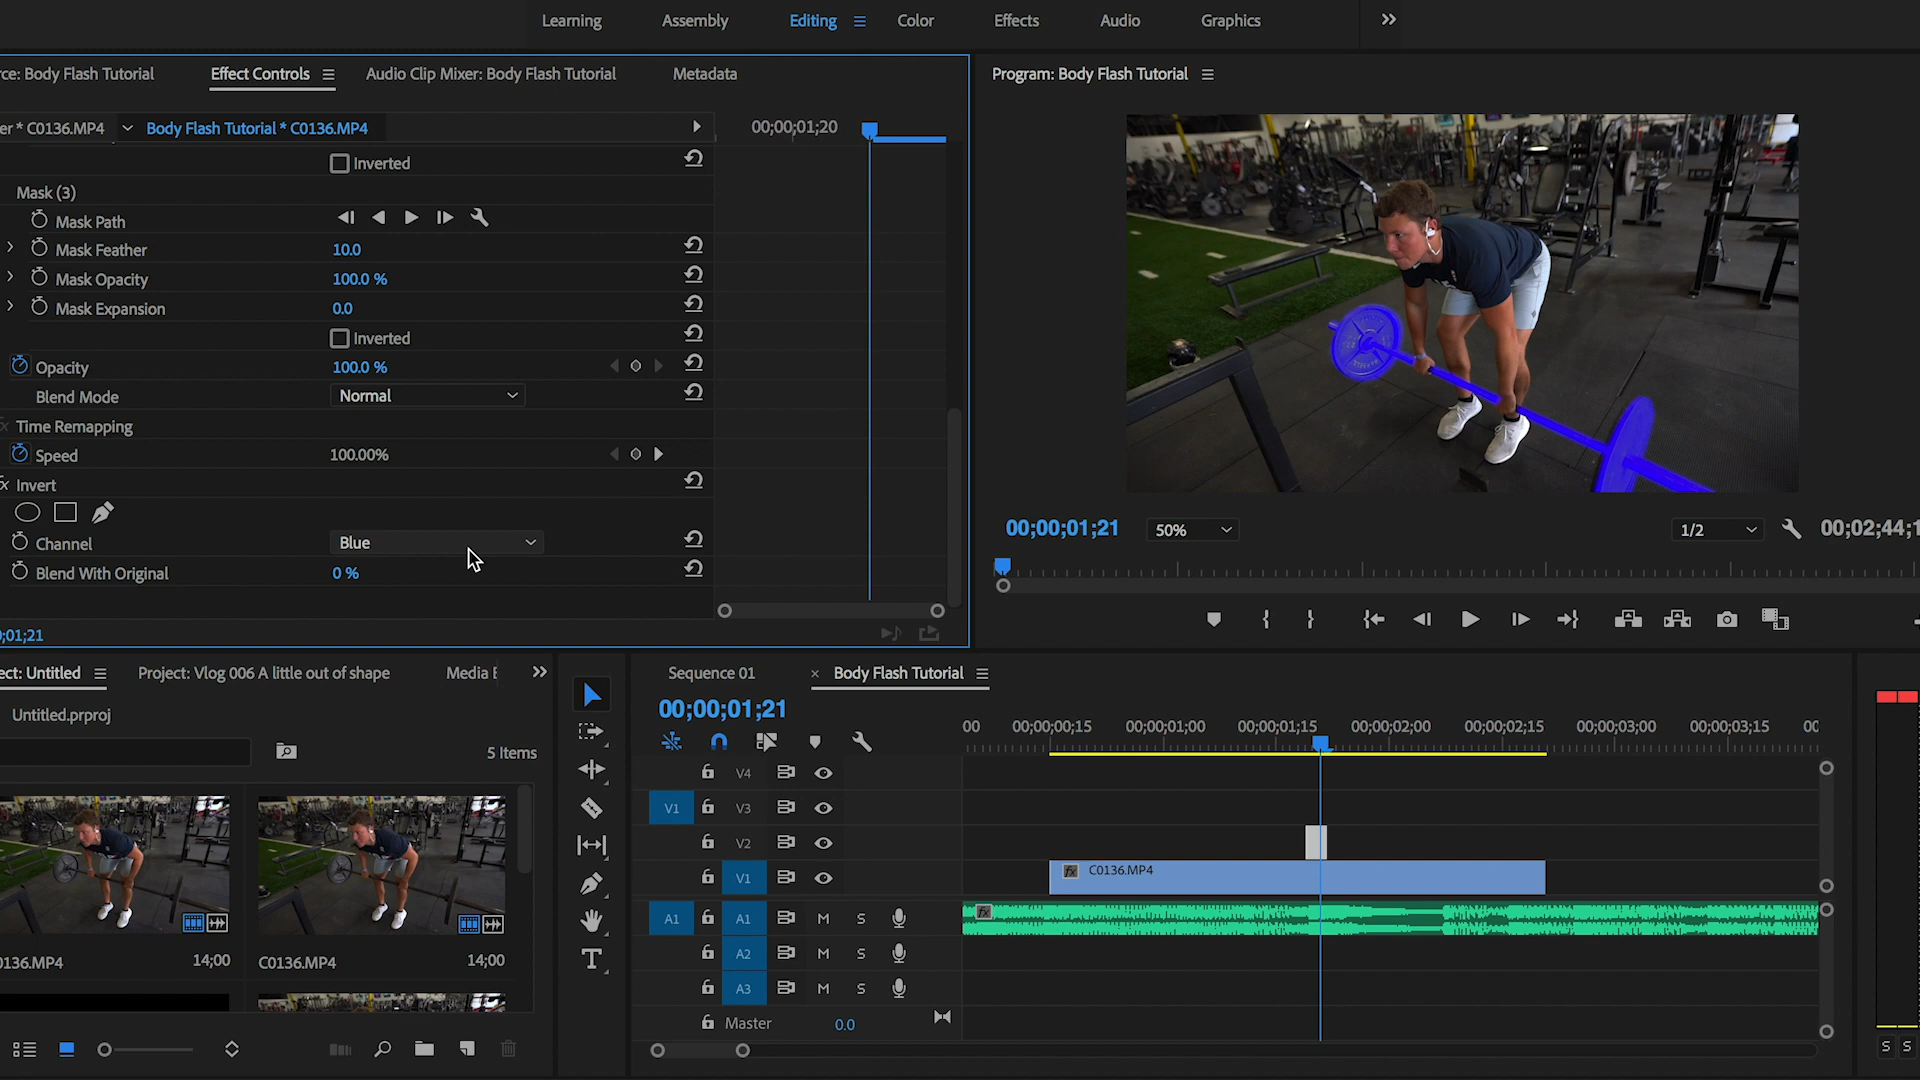 Learning Assembly Editing Color Effects Audio Graphics
ce: Body Flash Tutorial Effect Controls Audio Clip Mixer: Body Flash Tutorial Metadata
er * C0136.MP4 Body Flash Tutorial * C0136.MP4 00;00;01;20
Inverted
Mask (3)
Mask Path
Mask Feather 10.0
Mask Opacity 100.0 %
Mask Expansion 0.0
Inverted
Opacity 100.0 %
Blend Mode Normal
fx Time Remapping
Speed 100.00%
fx Invert
Channel Blue
Blend With Original 0 %
;01;21
Program: Body Flash Tutorial
00;00;01;21 50% 1/2 00;02;44;1
ect: Untitled Project: Vlog 006 A little out of shape Media
Untitled.prproj
5 Items
0136.MP4 14;00
C0136.MP4 14;00
Sequence 01 × Body Flash Tutorial
00;00;01;21
00 00;00;00;15 00;00;01;00 00;00;01;15 00;00;02;00 00;00;02;15 00;00;03;00 00;00;03;15 00
V4
V1 V3
V2
V1 fx C0136.MP4
A1 A1 M S fx
A2 M S
A3 M S
Master 0.0
S S